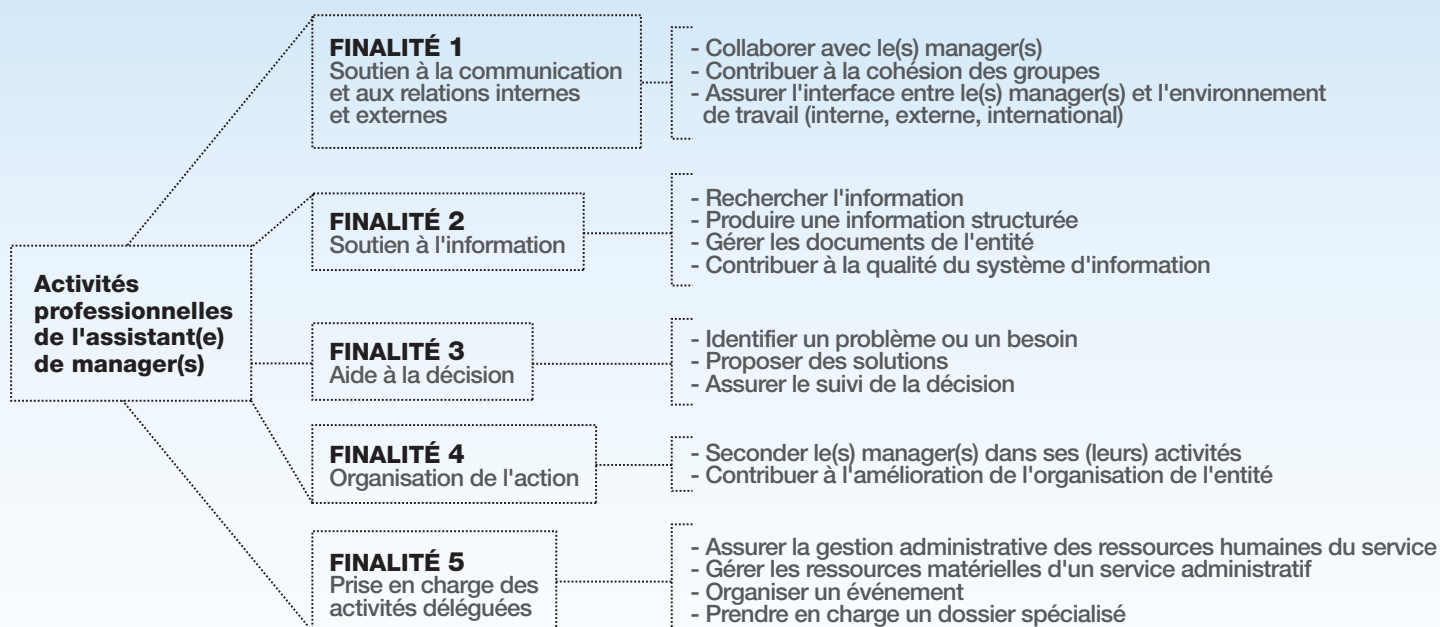 Activités
professionnelles
de l'assistant(e)
de manager(s)
FINALITÉ 1
Soutien à la communication
et aux relations internes
et externes
- Collaborer avec le(s) manager(s)
- Contribuer à la cohésion des groupes
- Assurer l'interface entre le(s) manager(s) et l'environnement
de travail (interne, externe, international)
FINALITÉ 2
Soutien à l'information
- Rechercher l'information
- Produire une information structurée
- Gérer les documents de l'entité
- Contribuer à la qualité du système d'information
FINALITÉ 3
Aide à la décision
- Identifier un problème ou un besoin
- Proposer des solutions
- Assurer le suivi de la décision
FINALITÉ 4
Organisation de l'action
- Seconder le(s) manager(s) dans ses (leurs) activités
- Contribuer à l'amélioration de l'organisation de l'entité
FINALITÉ 5
Prise en charge des
activités déléguées
- Assurer la gestion administrative des ressources humaines du service
- Gérer les ressources matérielles d'un service administratif
- Organiser un événement
- Prendre en charge un dossier spécialisé